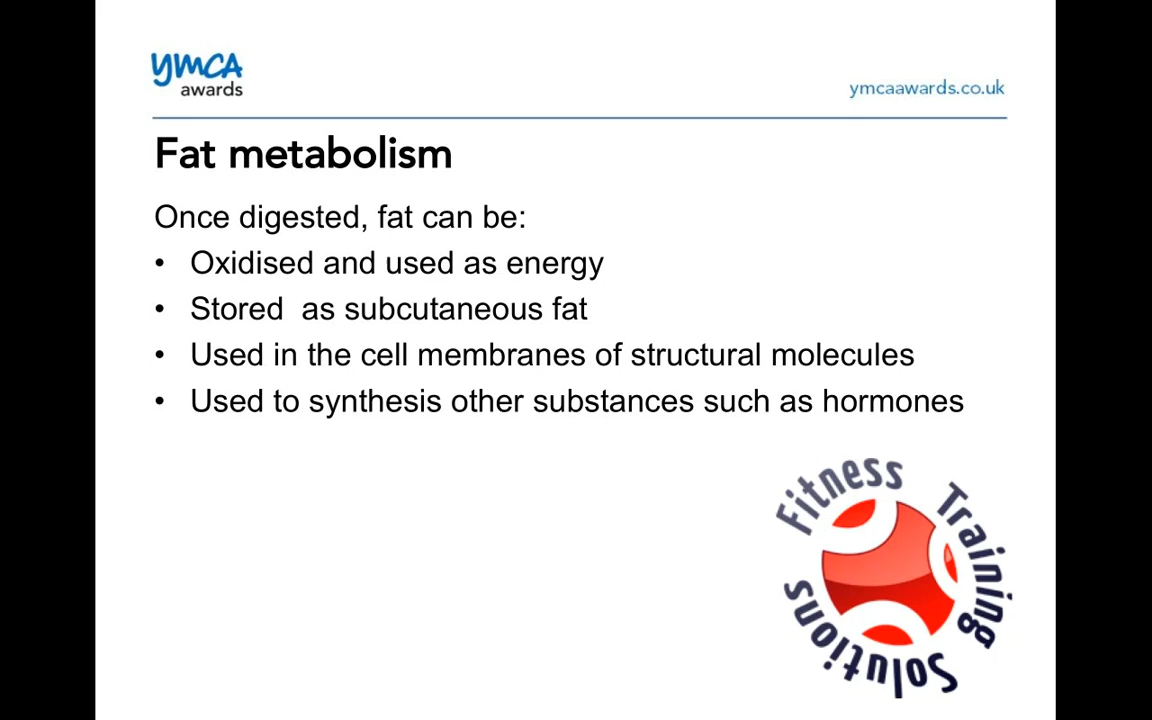 ymca
awards
ymcaawards.co.uk
Fat metabolism
Once digested, fat can be:
• Oxidised and used as energy
• Stored  as subcutaneous fat
• Used in the cell membranes of structural molecules
• Used to synthesis other substances such as hormones
Fitness Training Solutions